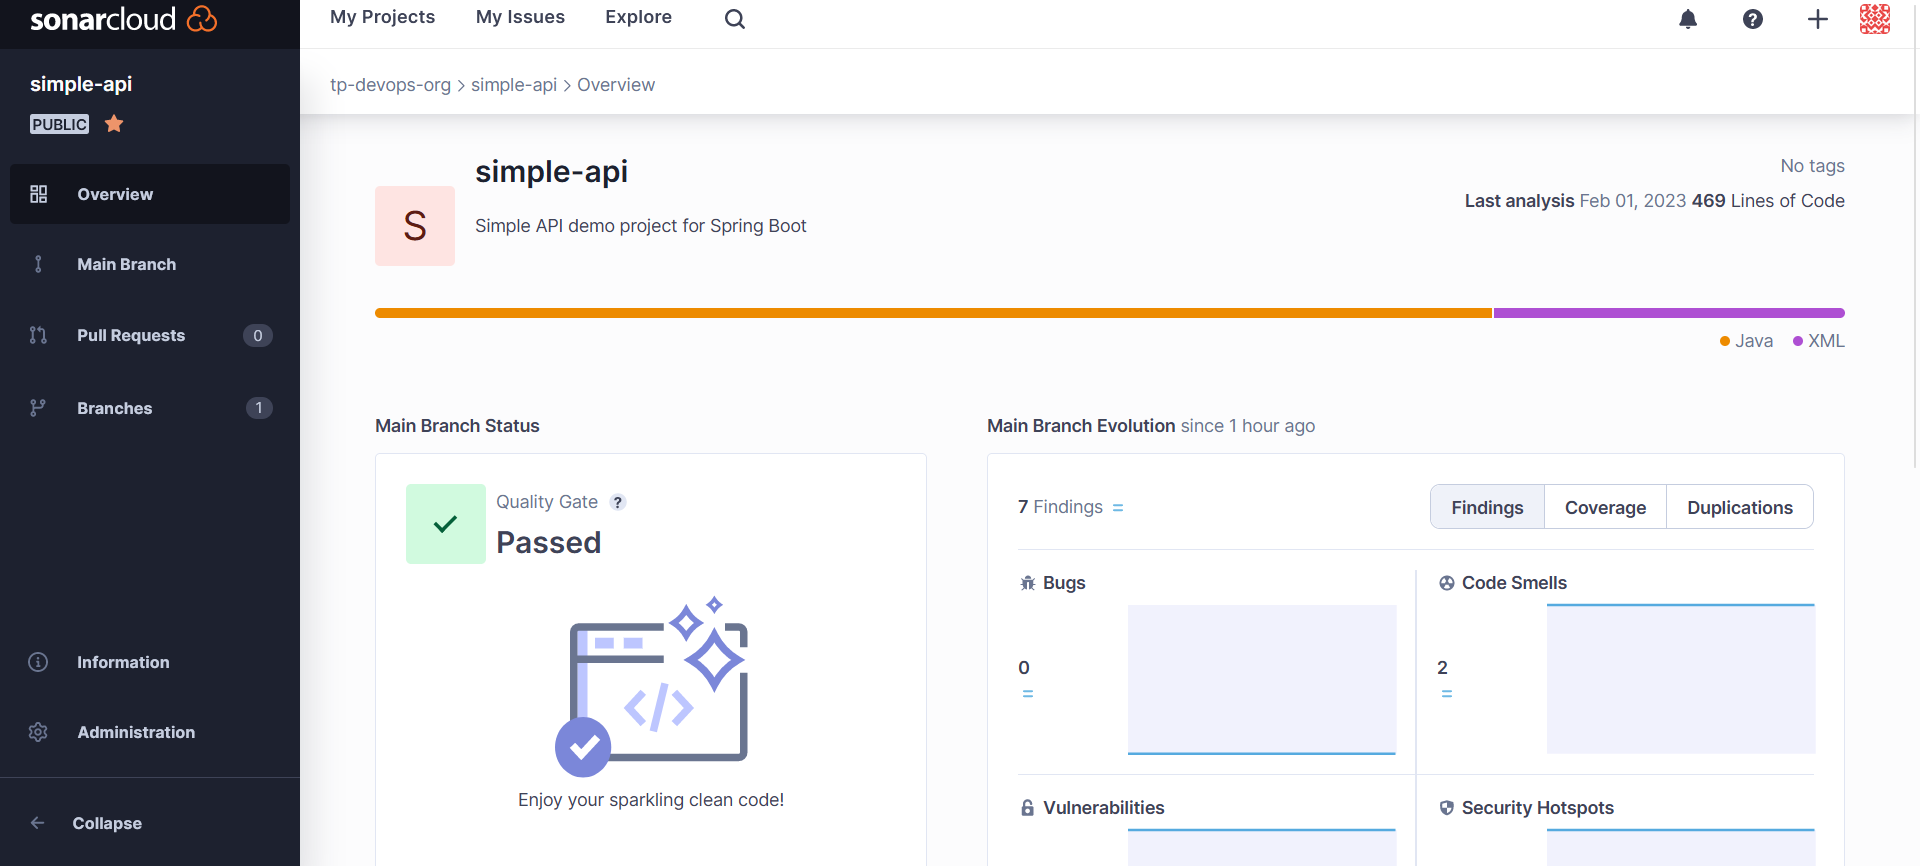 sonarcloud
My Projects My Issues Explore
simple-api
PUBLIC
Overview
Main Branch
Pull Requests 0
Branches 1
Information
Administration
Collapse
tp-devops-org > simple-api > Overview
S
simple-api
Simple API demo project for Spring Boot
No tags
Last analysis Feb 01, 2023 469 Lines of Code
Java XML
Main Branch Status
Quality Gate ?
Passed
Enjoy your sparkling clean code!
Main Branch Evolution since 1 hour ago
7 Findings =
Findings Coverage Duplications
Bugs
0
=
Code Smells
2
=
Vulnerabilities
Security Hotspots